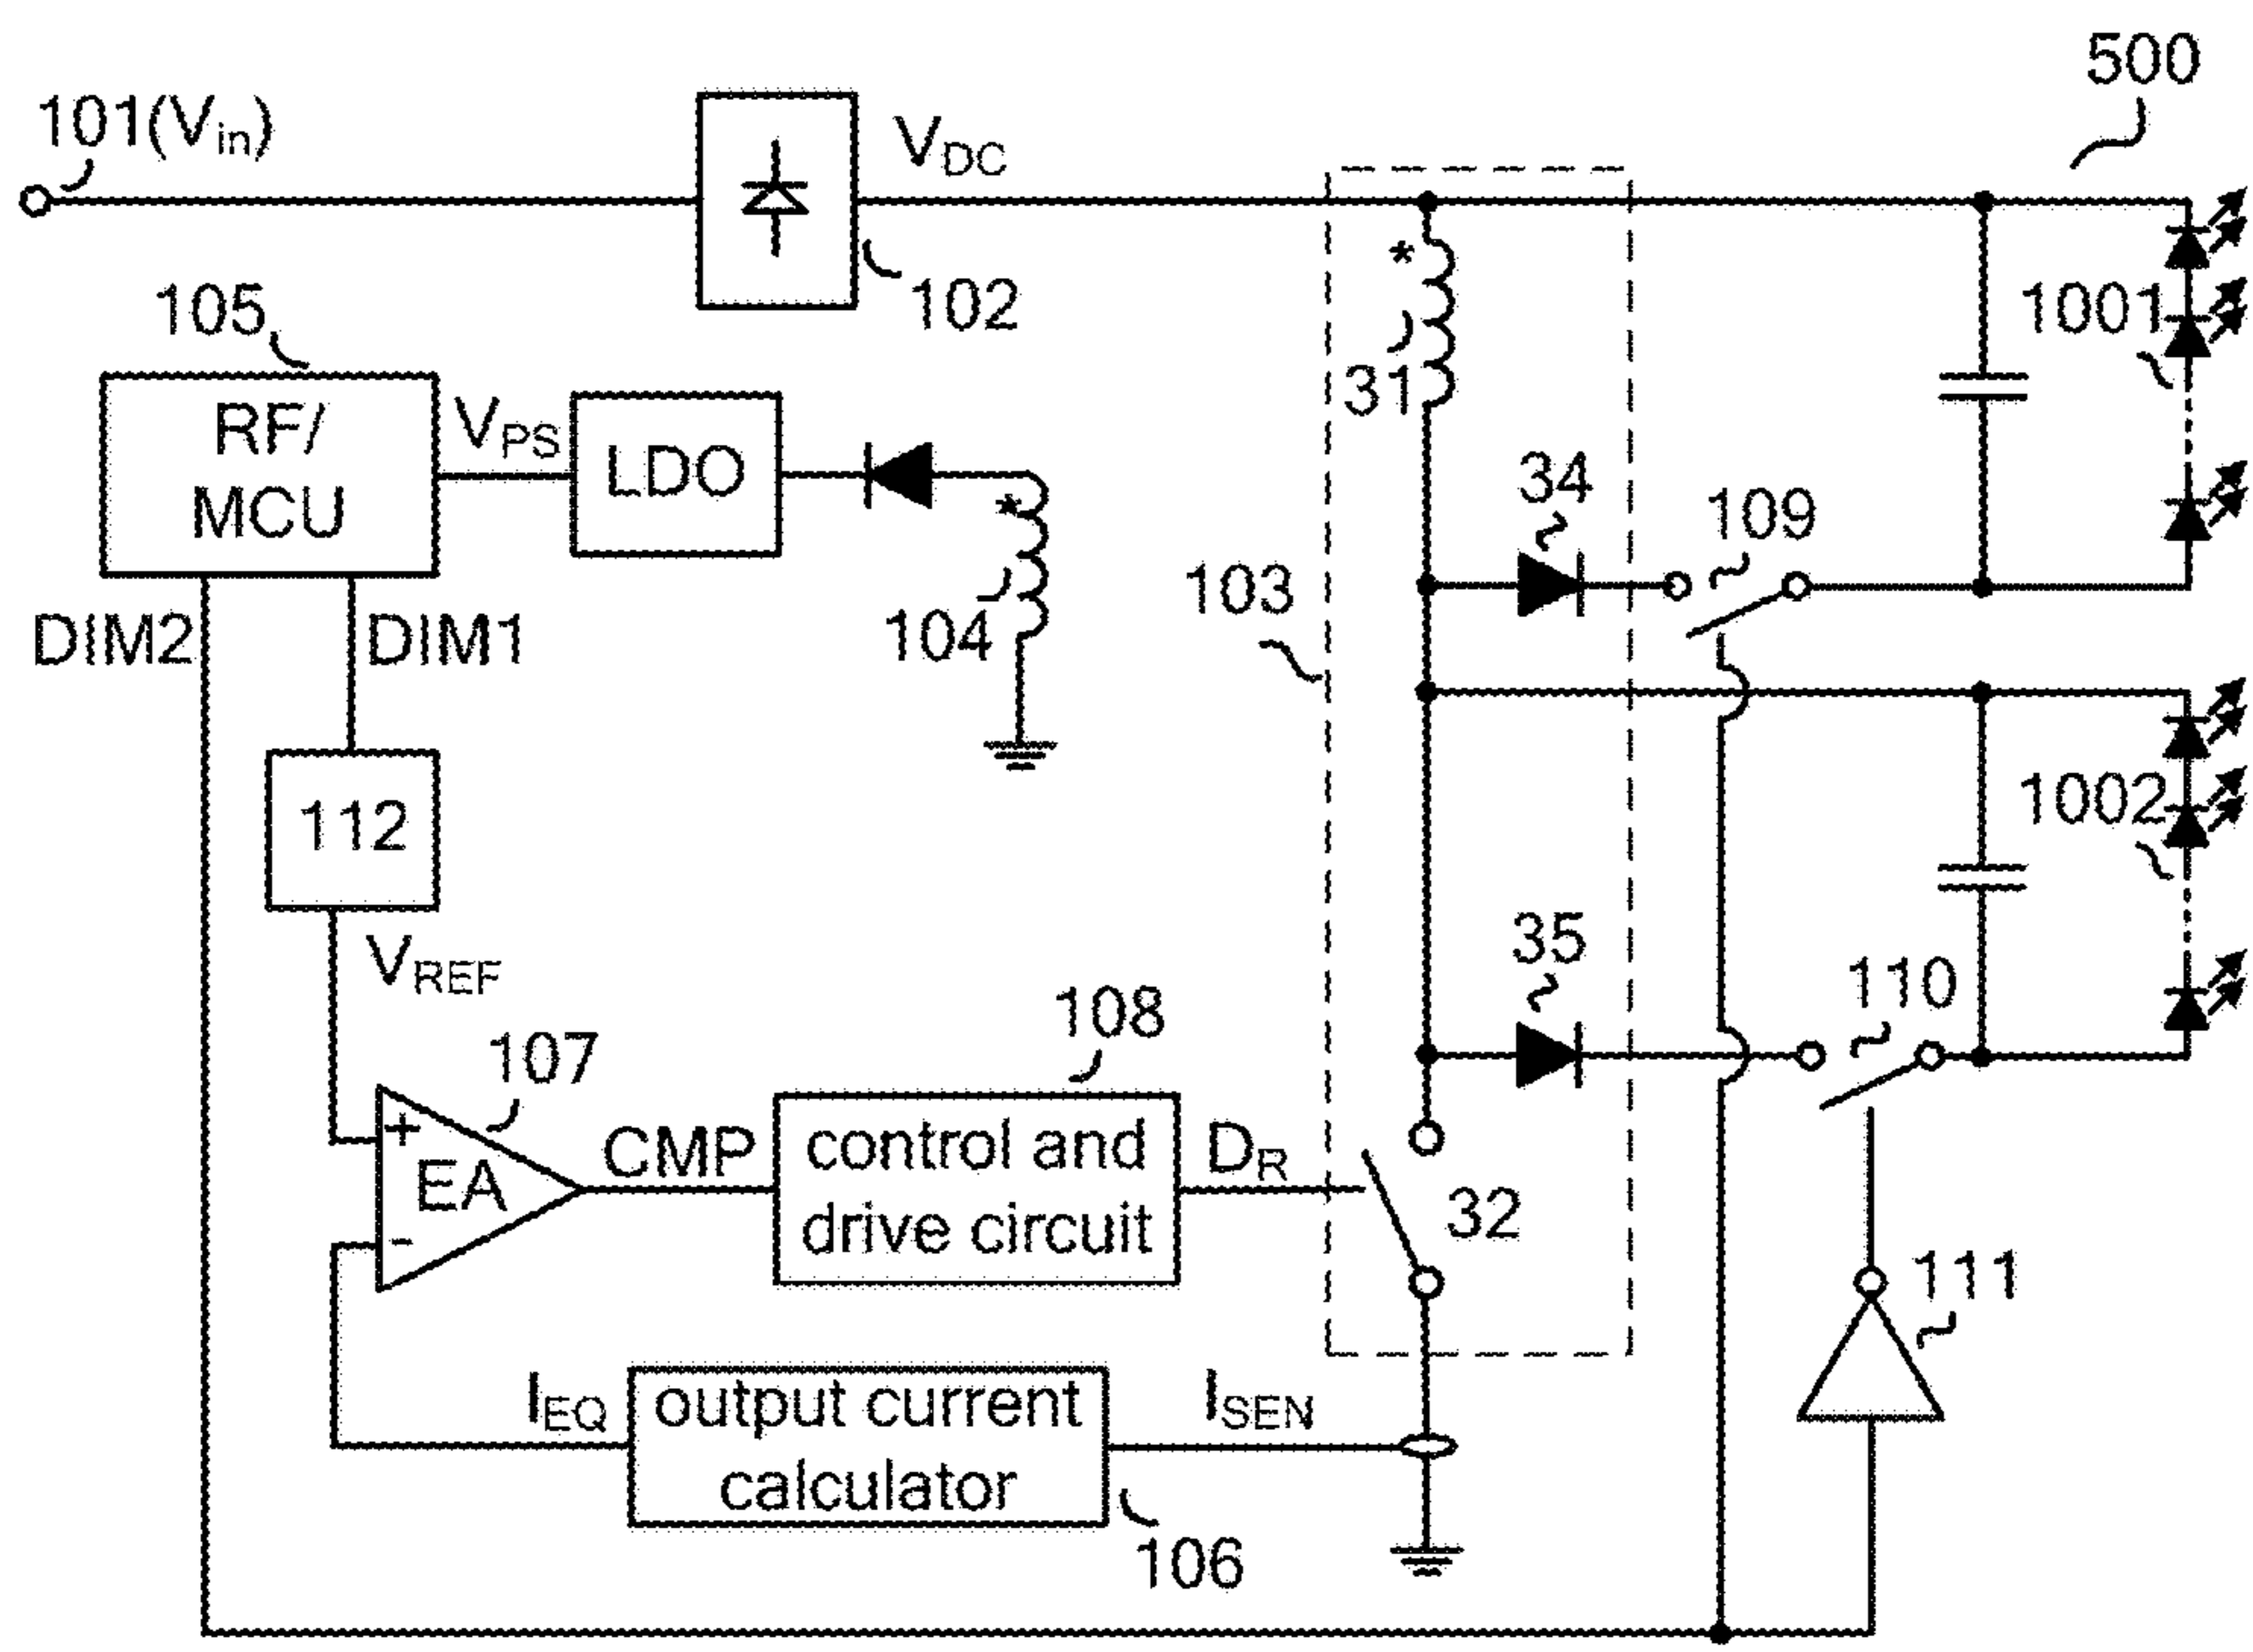 500
101(Vin)
VDC
102
105
RF/
MCU
VPS
LDO
*
31
1001
34
109
*
104
103
DIM2
DIM1
112
1002
VREF
35
110
107
108
+
EA
-
CMP
control and
drive circuit
DR
32
111
IEQ
output current
calculator
ISEN
106